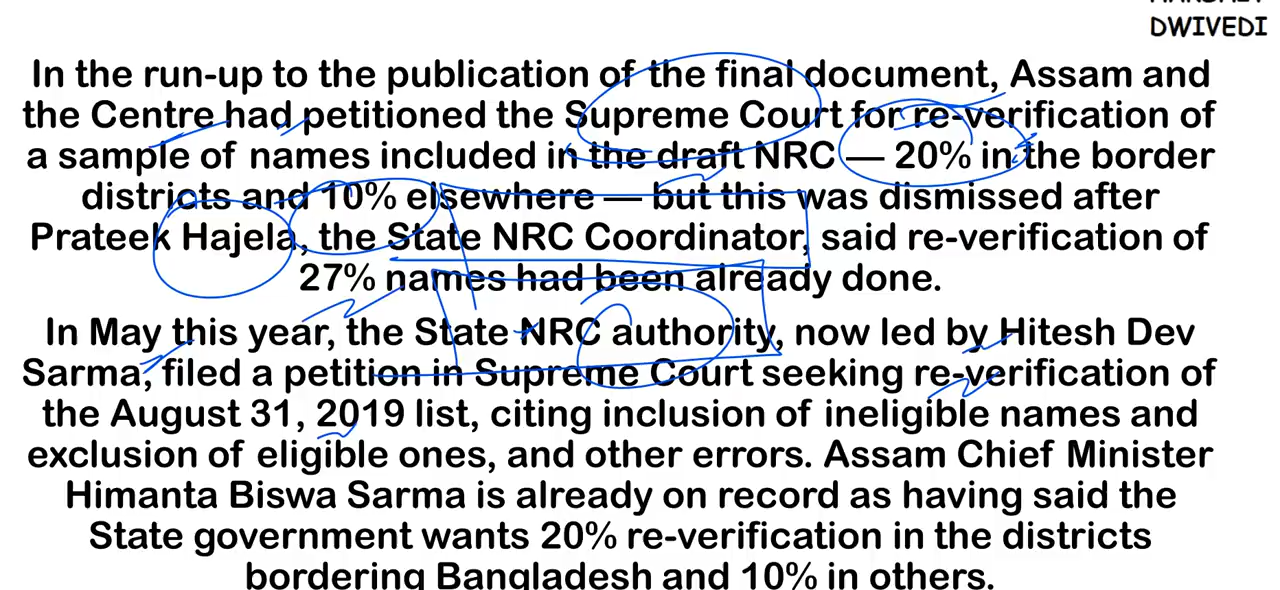 DWIVEDI
In the run-up to the publication of the final document, Assam and
the Centre had petitioned the Supreme Court for re-verification of
a sample of names included in the draft NRC — 20% in the border
districts and 10% elsewhere — but this was dismissed after
Prateek Hajela, the State NRC Coordinator, said re-verification of
27% names had been already done.
In May this year, the State NRC authority, now led by Hitesh Dev
Sarma, filed a petition in Supreme Court seeking re-verification of
the August 31, 2019 list, citing inclusion of ineligible names and
exclusion of eligible ones, and other errors. Assam Chief Minister
Himanta Biswa Sarma is already on record as having said the
State government wants 20% re-verification in the districts
bordering Bangladesh and 10% in others.